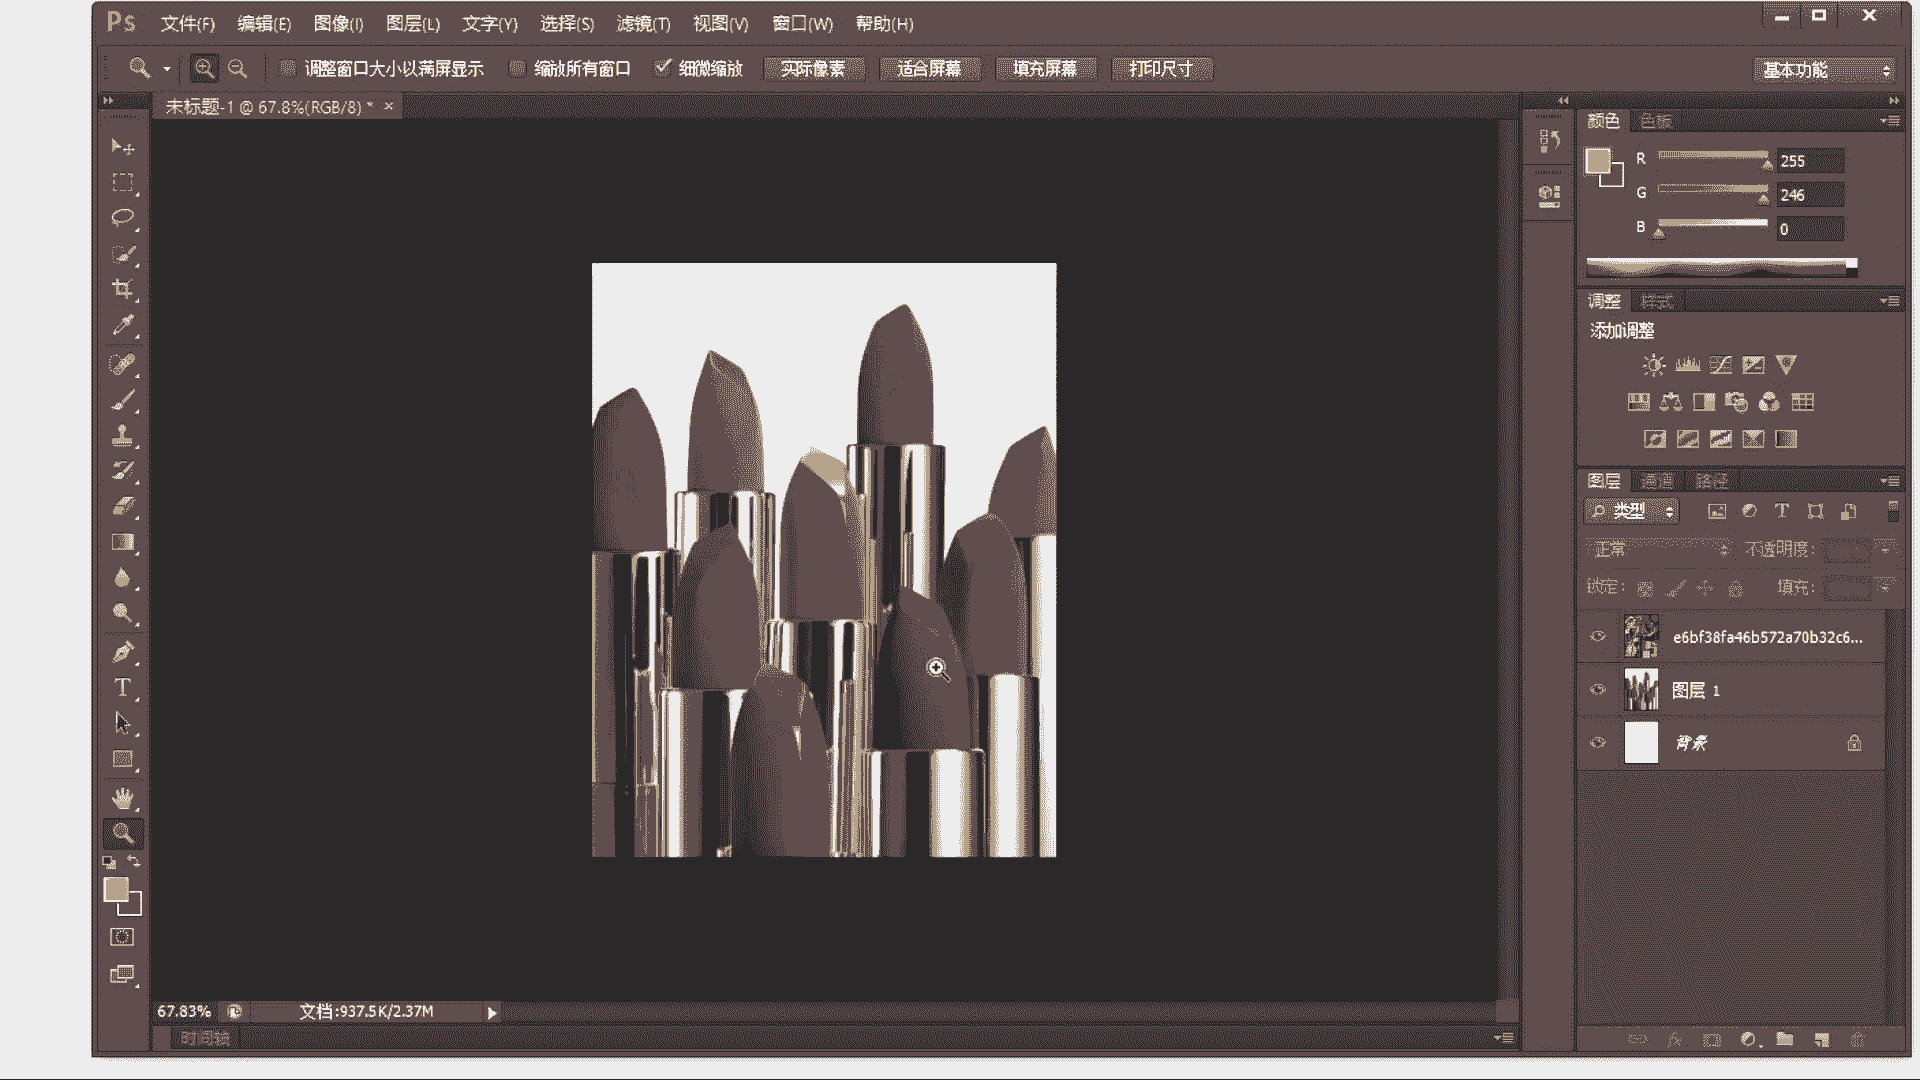 Ps 文件(F) 编辑(E) 图像(I) 图层(L) 文字(Y) 选择(S) 滤镜(T) 视图(V) 窗口(W) 帮助(H)
调整窗口大小以满屏显示 缩放所有窗口 细微缩放 实际像素 适合屏幕 填充屏幕 打印尺寸 基本功能
未标题-1 @ 67.8%(RGB/8) * ×
颜色 色板
R 255
G 246
B 0
调整 样式
添加调整
图层 通道 路径
类型
正常 不透明度:
锁定: 填充:
e6bf38fa46b572a70b32c6...
图层 1
背景
67.83% 文档:937.5K/2.37M
时间轴